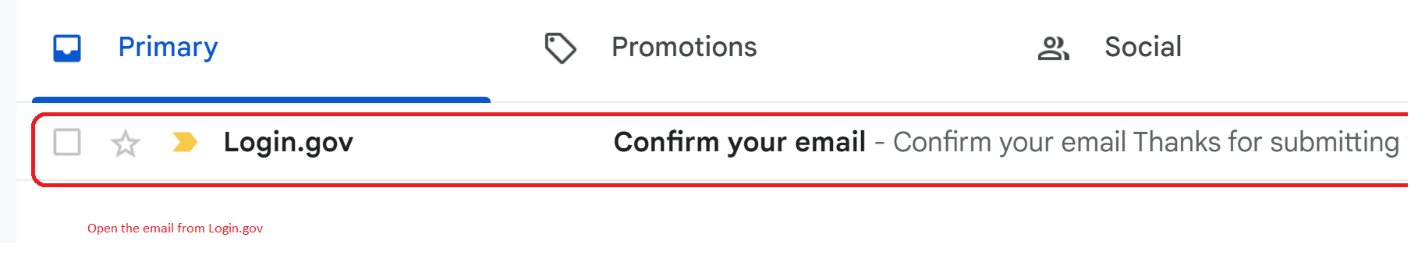 Primary Promotions Social
Login.gov Confirm your email - Confirm your email Thanks for submitting
Open the email from Login.gov